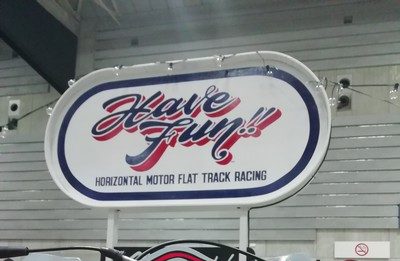 Have
Fun!!
HORIZONTAL MOTOR FLAT TRACK RACING